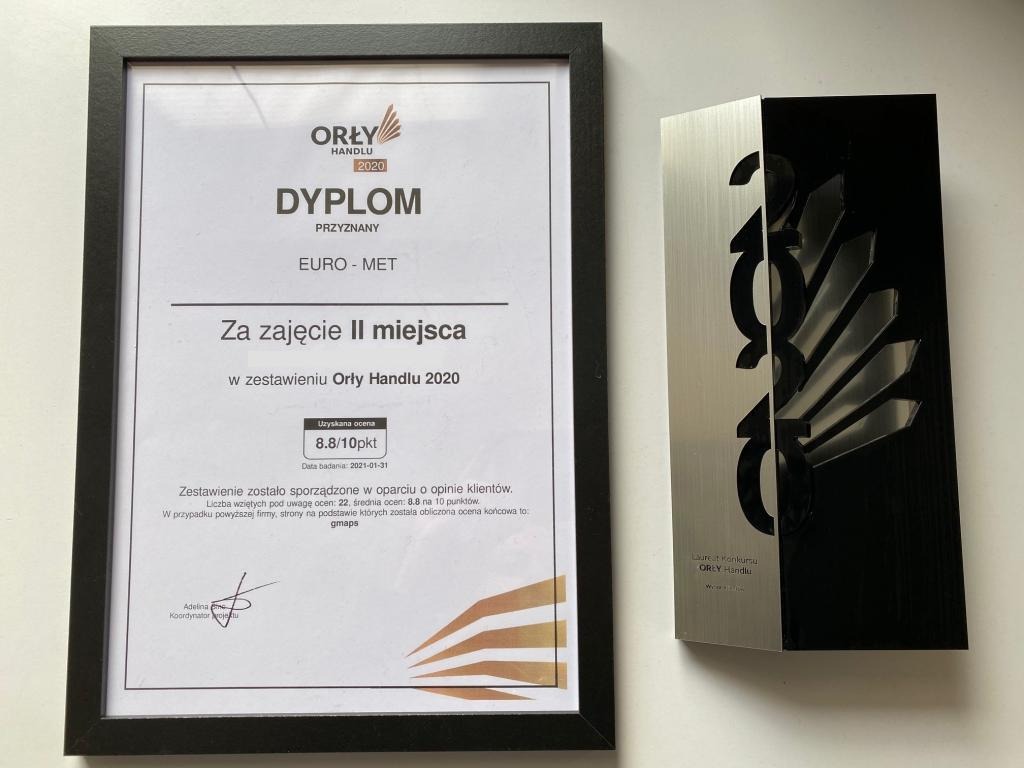 ORŁY
HANDLU
2020
DYPLOM
PRZYZNANY
EURO - MET
Za zajęcie II miejsca
w zestawieniu Orły Handlu 2020
Uzyskana ocena
8.8/10pkt
Data badania: 2021-01-31
Zestawienie zostało sporządzone w oparciu o opinie klientów.
Liczba wziętych pod uwagę ocen: 22, średnia ocen: 8.8 na 10 punktów.
W przypadku powyższej firmy, strony na podstawie których została obliczona ocena końcowa to:
gmaps
Adelina
Koordynator projektu
2020
Laureat Konkursu
ORŁY Handlu